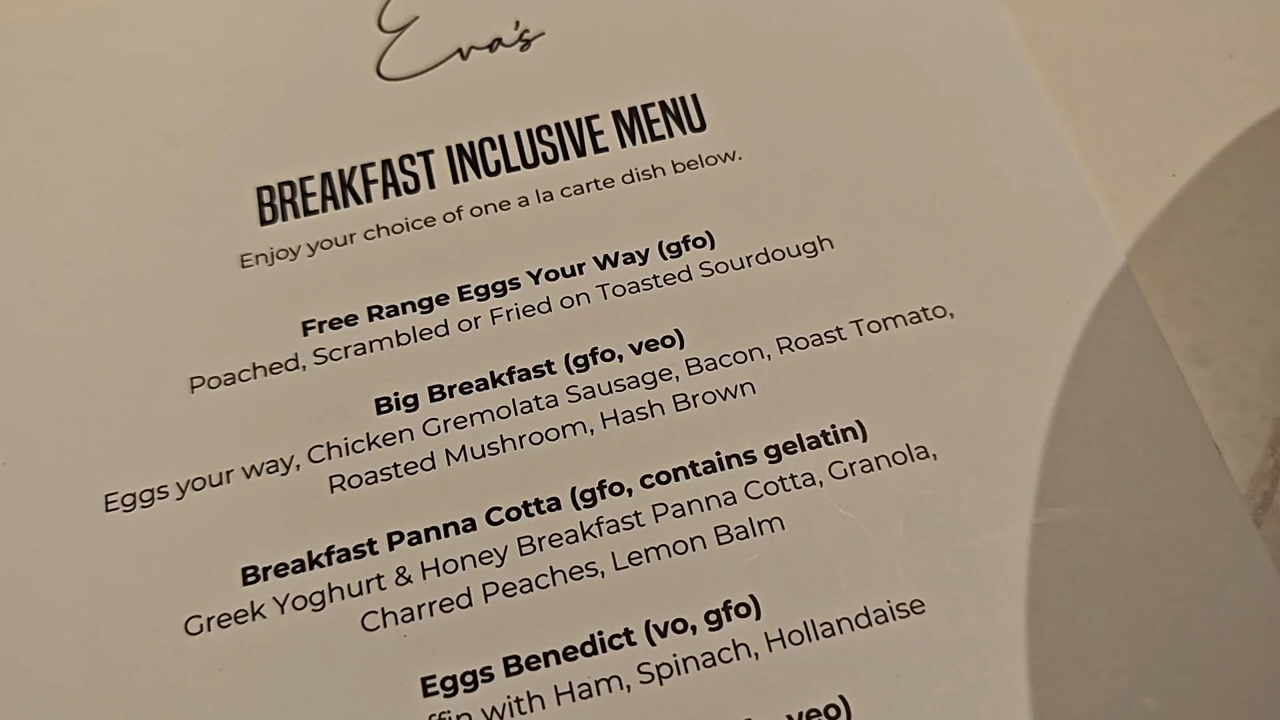 Eva's
BREAKFAST INCLUSIVE MENU
Enjoy your choice of one a la carte dish below.
Free Range Eggs Your Way (gfo)
Poached, Scrambled or Fried on Toasted Sourdough
Big Breakfast (gfo, veo)
Eggs your way, Chicken Gremolata Sausage, Bacon, Roast Tomato,
Roasted Mushroom, Hash Brown
Breakfast Panna Cotta (gfo, contains gelatin)
Greek Yoghurt & Honey Breakfast Panna Cotta, Granola,
Charred Peaches, Lemon Balm
Eggs Benedict (vo, gfo)
with Ham, Spinach, Hollandaise
veo)